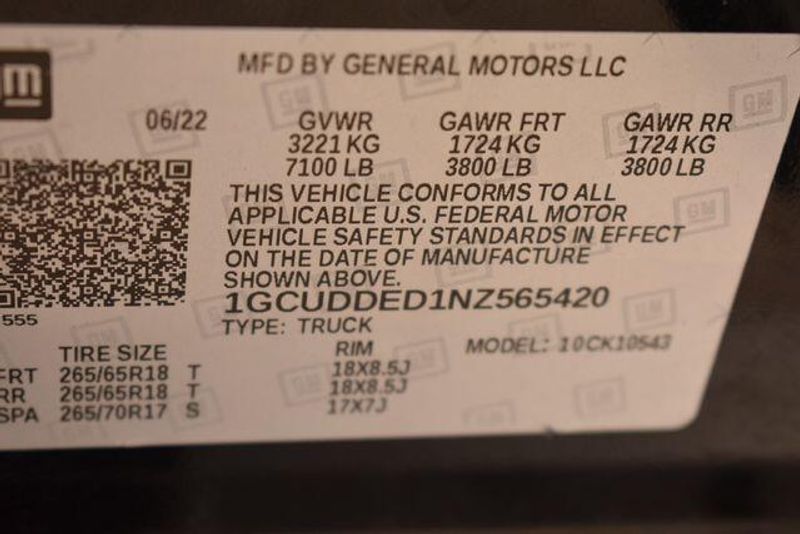 gm
MFD BY GENERAL MOTORS LLC
06/22 GVWR GAWR FRT GAWR RR
3221 KG 1724 KG 1724 KG
7100 LB 3800 LB 3800 LB
THIS VEHICLE CONFORMS TO ALL
APPLICABLE U.S. FEDERAL MOTOR
VEHICLE SAFETY STANDARDS IN EFFECT
ON THE DATE OF MANUFACTURE
SHOWN ABOVE.
1GCUDDED1NZ565420
555
TYPE: TRUCK
TIRE SIZE RIM MODEL: 10CK10543
FRT 265/65R18 T 18X8.5J
RR 265/65R18 T 18X8.5J
SPA 265/70R17 S 17X7J